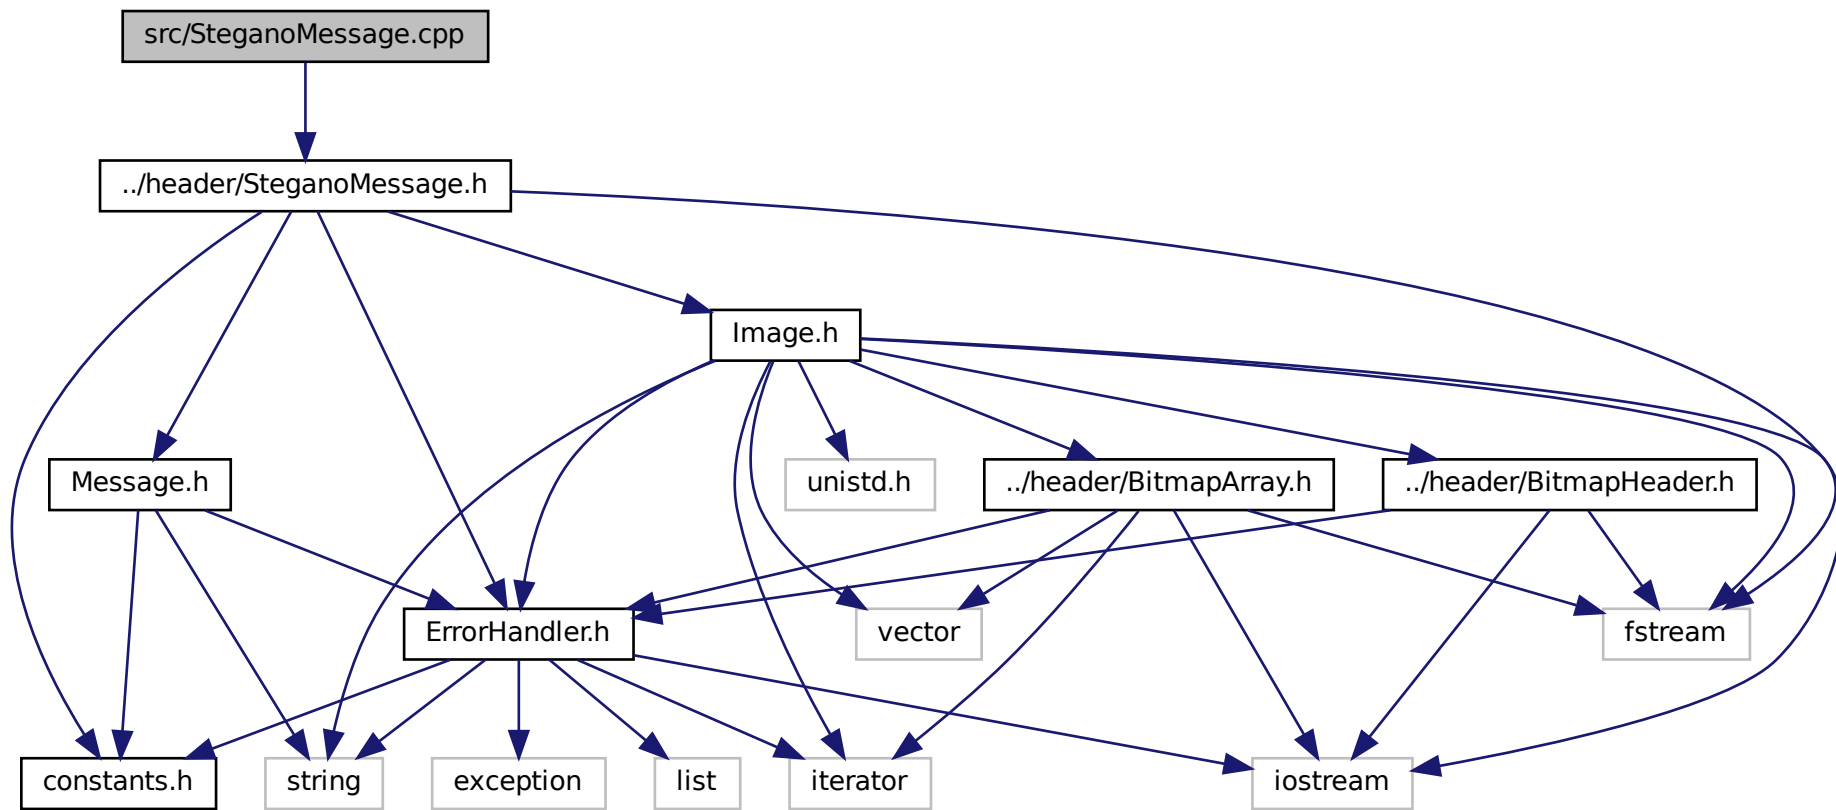 src/SteganoMessage.cpp
../header/SteganoMessage.h
Image.h
Message.h
unistd.h
../header/BitmapArray.h
../header/BitmapHeader.h
ErrorHandler.h
vector
fstream
constants.h
string
exception
list
iterator
iostream